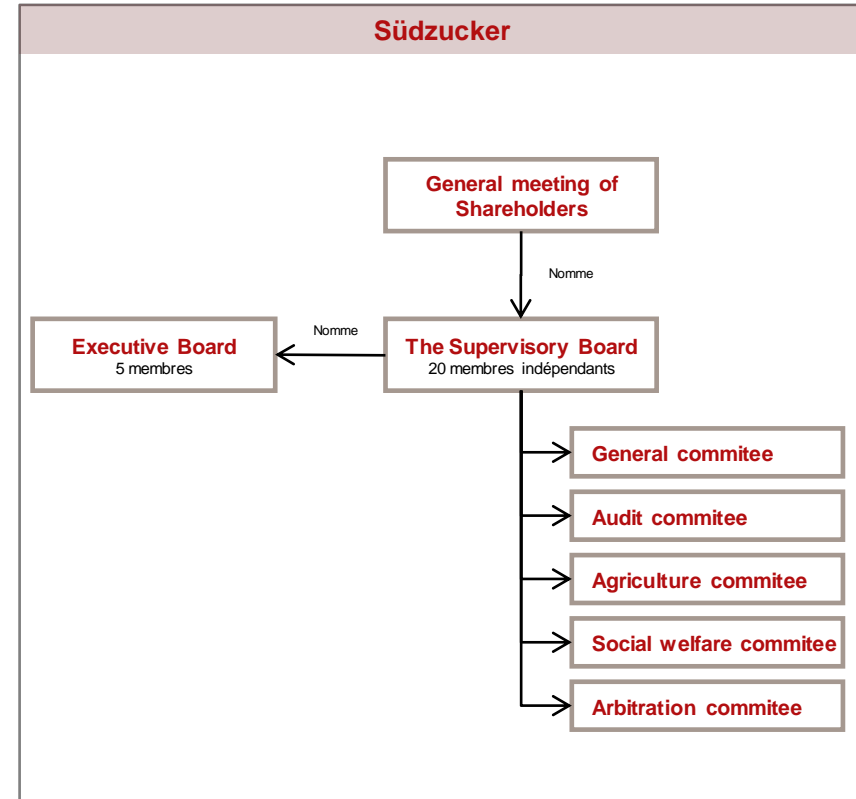 Südzucker
General meeting of
Shareholders
Nomme
Nomme
Executive Board
5 membres
The Supervisory Board
20 membres indépendants
General commitee
Audit commitee
Agriculture commitee
Social welfare commitee
Arbitration commitee